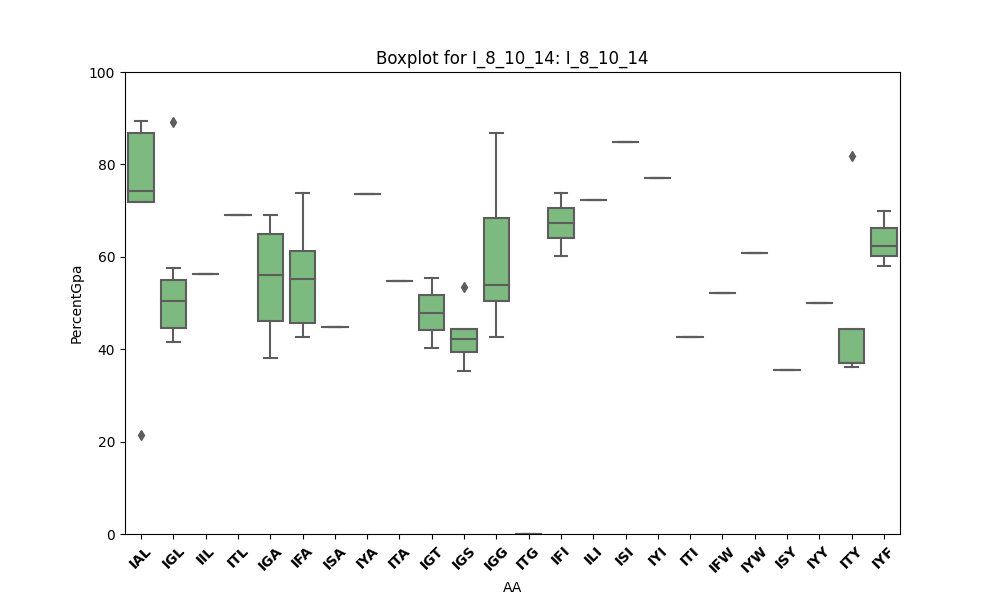 Boxplot for I_8_10_14: I_8_10_14
100
80
60
40
20
0
PercentGpa
IAL IGL IIL ITL IGA IFA ISA IYA ITA IGT IGS IGG ITG IFI ILI ISI IYI ITI IFW IYW ISY IYY ITY IYF
AA